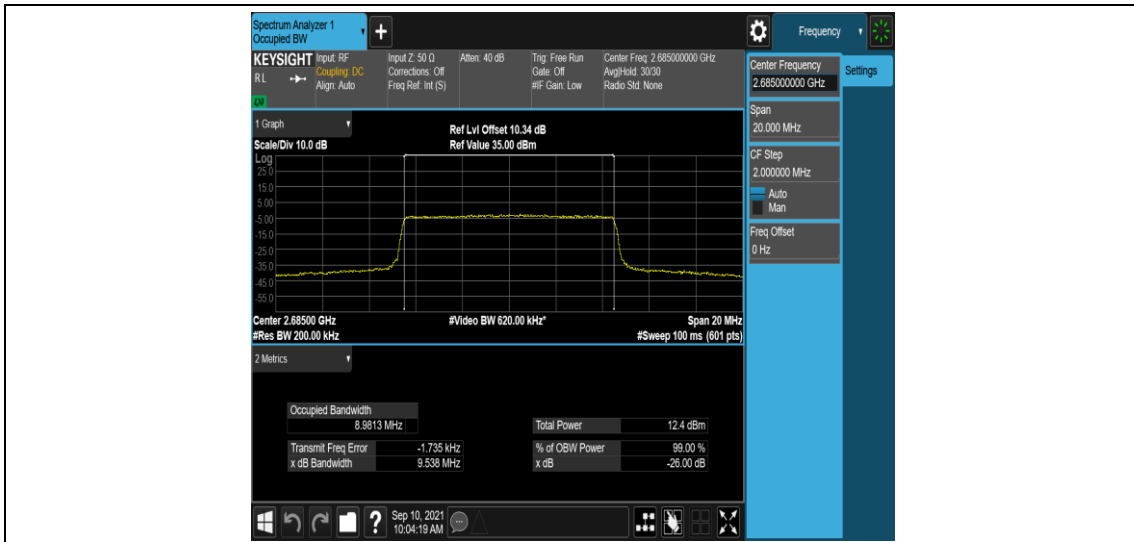 Spectrum Analyzer 1
Occupied BW
+
Frequency
KEYSIGHT
RL
LXI
Input: RF
Coupling: DC
Align: Auto
Input Z: 50 Ω
Corrections: Off
Freq Ref: Int (S)
Atten: 40 dB
Trig: Free Run
Gate: Off
#IF Gain: Low
Center Freq: 2.685000000 GHz
Avg|Hold: 30/30
Radio Std: None
Center Frequency
2.685000000 GHz
Settings
Span
20.000 MHz
CF Step
2.000000 MHz
Auto
Man
Freq Offset
0 Hz
1 Graph
Scale/Div 10.0 dB
Ref Lvl Offset 10.34 dB
Ref Value 35.00 dBm
Log
25.0
15.0
5.00
-5.00
-15.0
-25.0
-35.0
-45.0
-55.0
Center 2.68500 GHz
#Video BW 620.00 kHz*
Span 20 MHz
#Res BW 200.00 kHz
#Sweep 100 ms (601 pts)
2 Metrics
Occupied Bandwidth
8.9813 MHz
Total Power 12.4 dBm
Transmit Freq Error -1.735 kHz
% of OBW Power 99.00 %
x dB Bandwidth 9.538 MHz
x dB -26.00 dB
?
Sep 10, 2021
10:04:19 AM